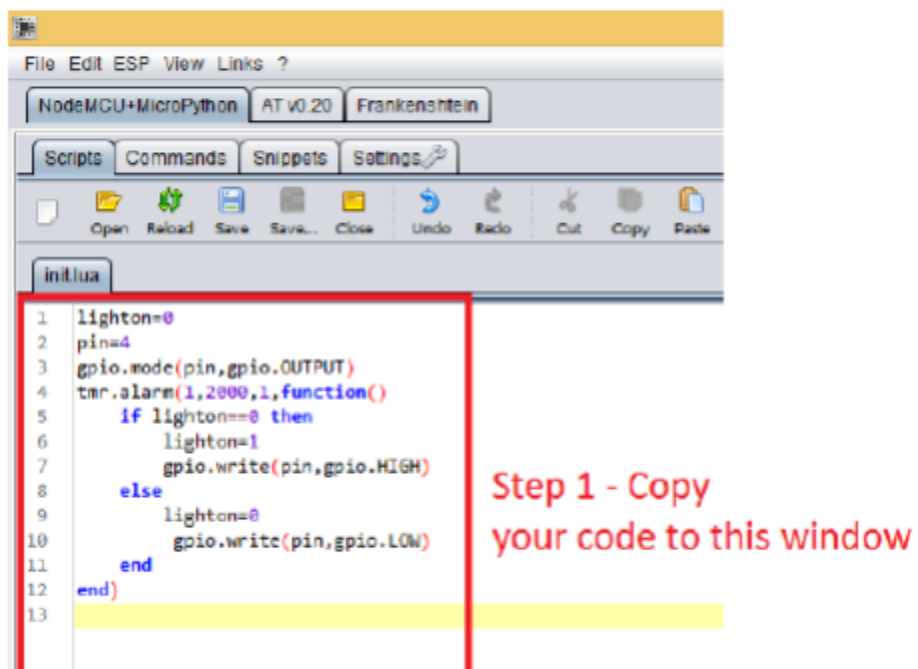 File Edit ESP View Links ?
NodeMCU+MicroPython AT v0.20 Frankenshtein
Scripts Commands Snippets Settings
Open Reload Save Save... Close Undo Redo Cut Copy Paste
init.lua
1 lighton=0
2 pin=4
3 gpio.mode(pin,gpio.OUTPUT)
4 tmr.alarm(1,2000,1,function()
5 if lighton==0 then
6 lighton=1
7 gpio.write(pin,gpio.HIGH)
8 else
9 lighton=0
10 gpio.write(pin,gpio.LOW)
11 end
12 end)
13
Step 1 - Copy
your code to this window